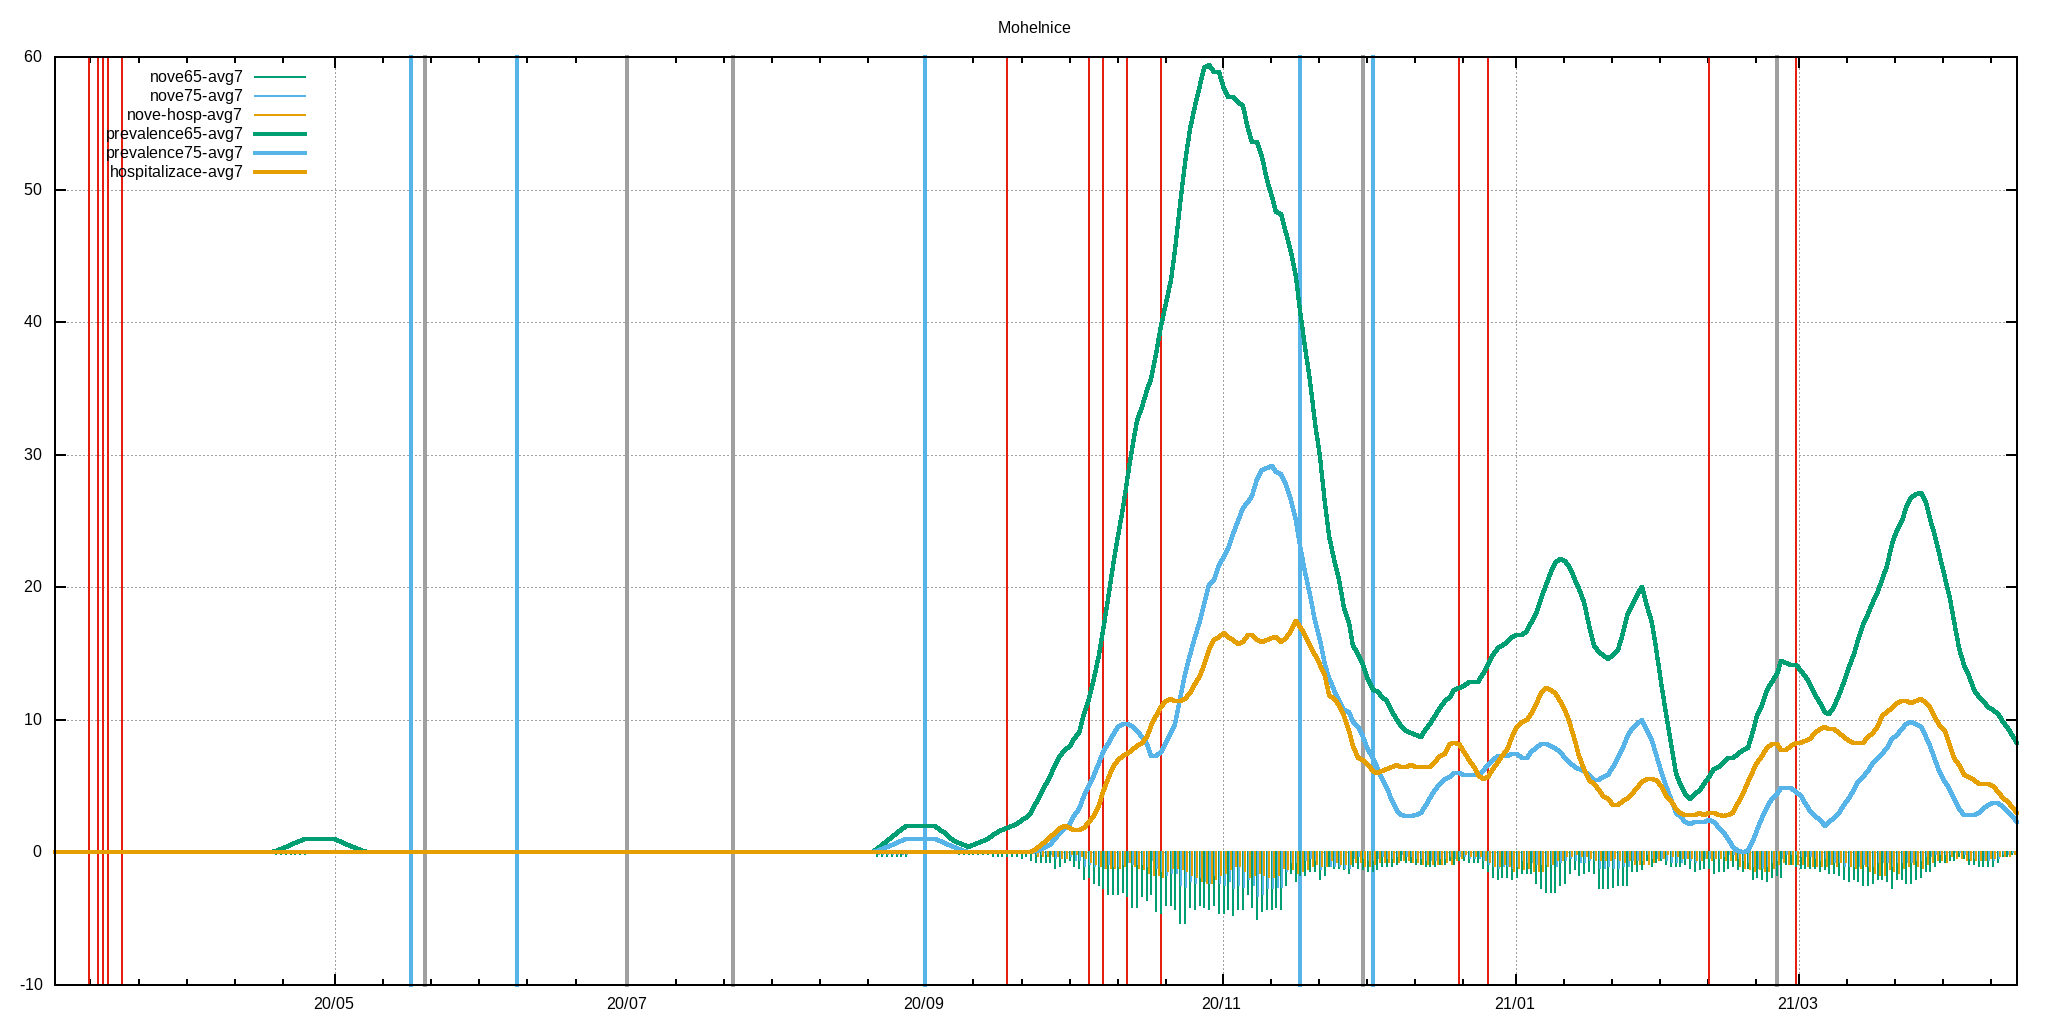 Mohelnice
60
nove65-avg7
nove75-avg7
nove-hosp-avg7
prevalence65-avg7
prevalence75-avg7
hospitalizace-avg7
50
40
30
20
10
0
-10
20/05 20/07 20/09 20/11 21/01 21/03